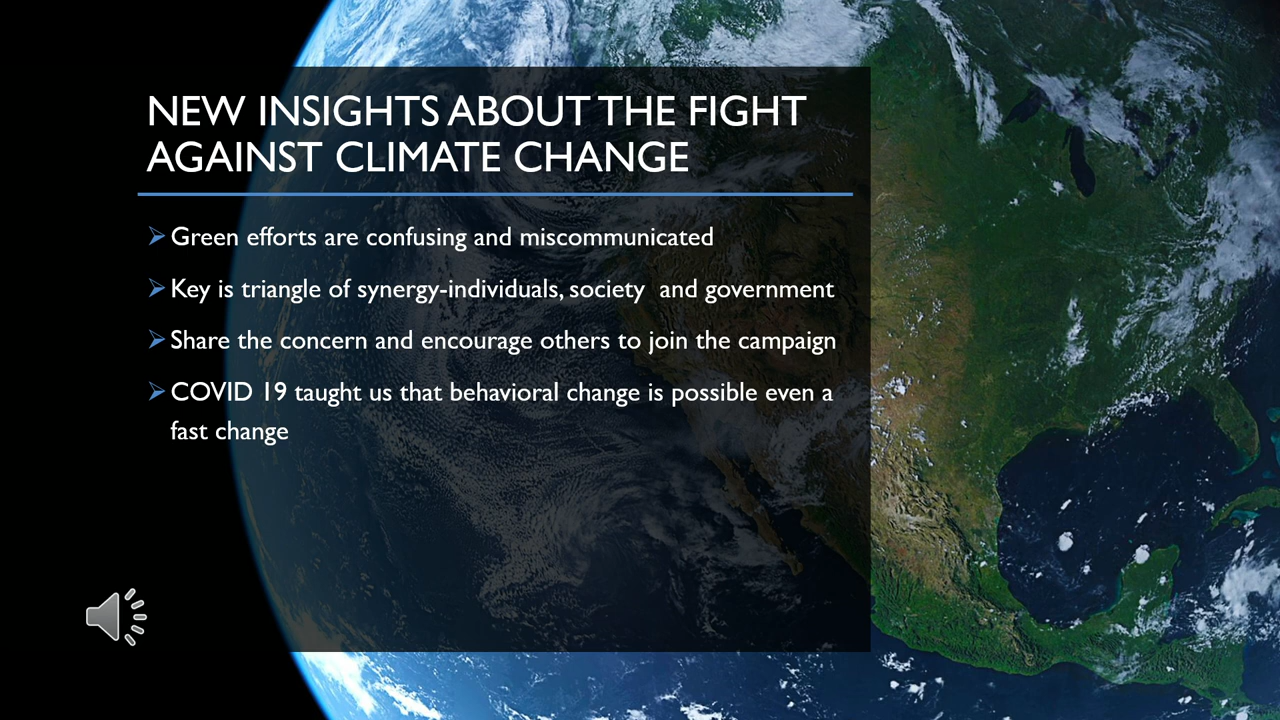 NEW INSIGHTS ABOUT THE FIGHT
AGAINST CLIMATE CHANGE
Green efforts are confusing and miscommunicated
Key is triangle of synergy-individuals, society  and government
Share the concern and encourage others to join the campaign
COVID 19 taught us that behavioral change is possible even a
fast change